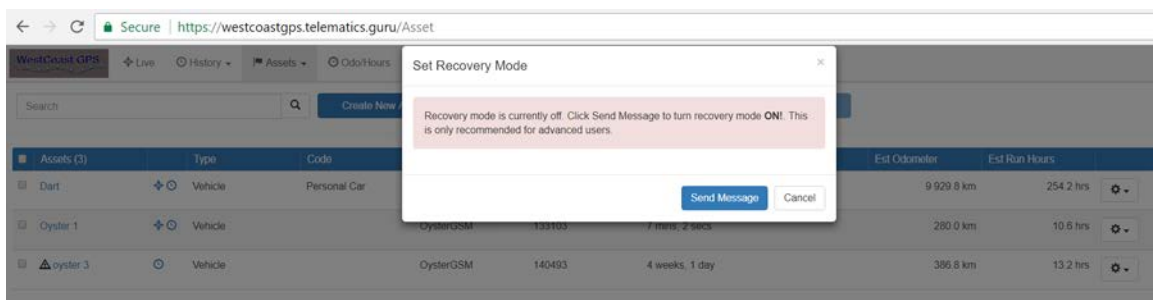 Secure | https://westcoastgps.telematics.guru/Asset
WestCoast GPS Live History Assets Odo/Hours
Set Recovery Mode ×
Search Create New
Recovery mode is currently off. Click Send Message to turn recovery mode ON!. This
is only recommended for advanced users.
Assets (3) Type Code Est Odometer Est Run Hours
Dart Vehicle Personal Car 9 929.8 km 254.2 hrs
Send Message Cancel
Oyster 1 Vehicle OysterGSM 133103 7 mins, 2 secs 280.0 km 10.6 hrs
oyster 3 Vehicle OysterGSM 140493 4 weeks, 1 day 386.8 km 13.2 hrs